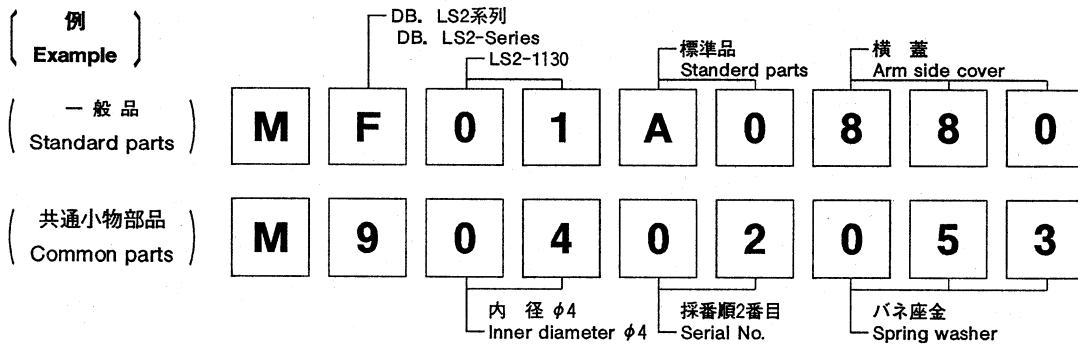 例
Example
DB. LS2系列
DB. LS2-Series
LS2-1130
標準品
Standerd parts
横 蓋
Arm side cover
一 般 品
Standard parts
M F 0 1 A 0 8 8 0
共通小物部品
Common parts
M 9 0 4 0 2 0 5 3
内 径 φ4
Inner diameter φ4
採番順2番目
Serial No.
バネ座金
Spring washer